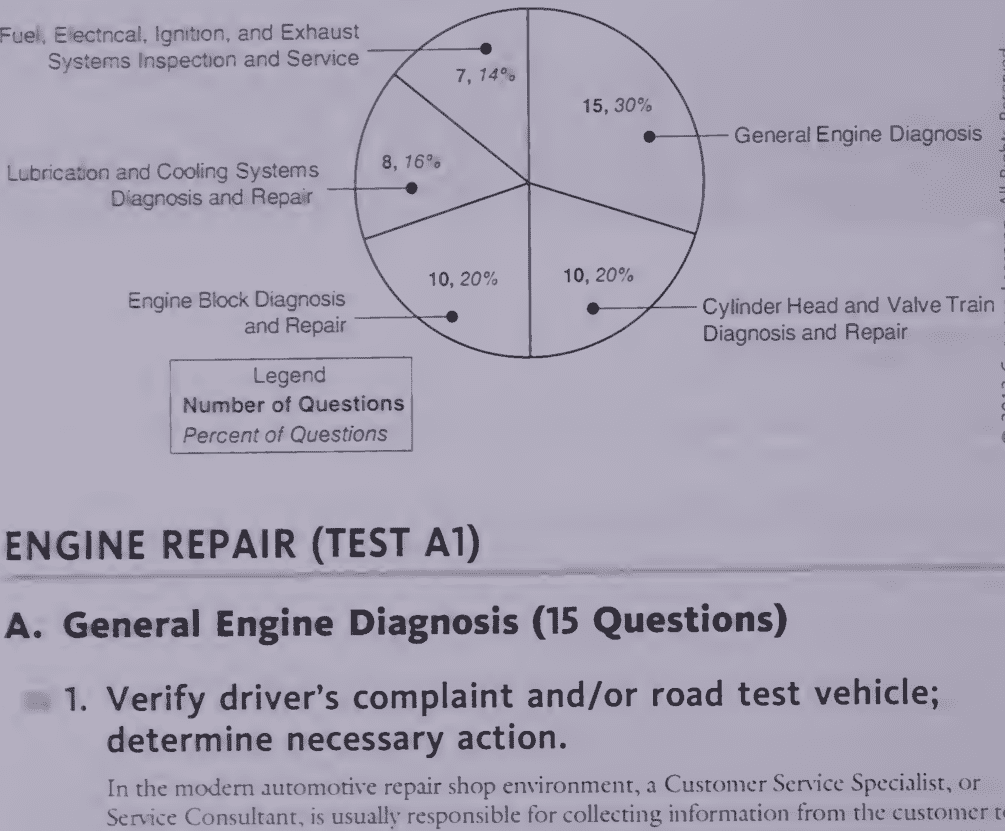 Fuel, Electrical, Ignition, and Exhaust
Systems Inspection and Service
7, 14%
15, 30%
General Engine Diagnosis
8, 16%
Lubrication and Cooling Systems
Diagnosis and Repair
10, 20%
10, 20%
Engine Block Diagnosis
and Repair
Cylinder Head and Valve Train
Diagnosis and Repair
Legend
Number of Questions
Percent of Questions
ENGINE REPAIR (TEST A1)
A. General Engine Diagnosis (15 Questions)
1. Verify driver's complaint and/or road test vehicle;
determine necessary action.
In the modern automotive repair shop environment, a Customer Service Specialist, or
Service Consultant, is usually responsible for collecting information from the customer